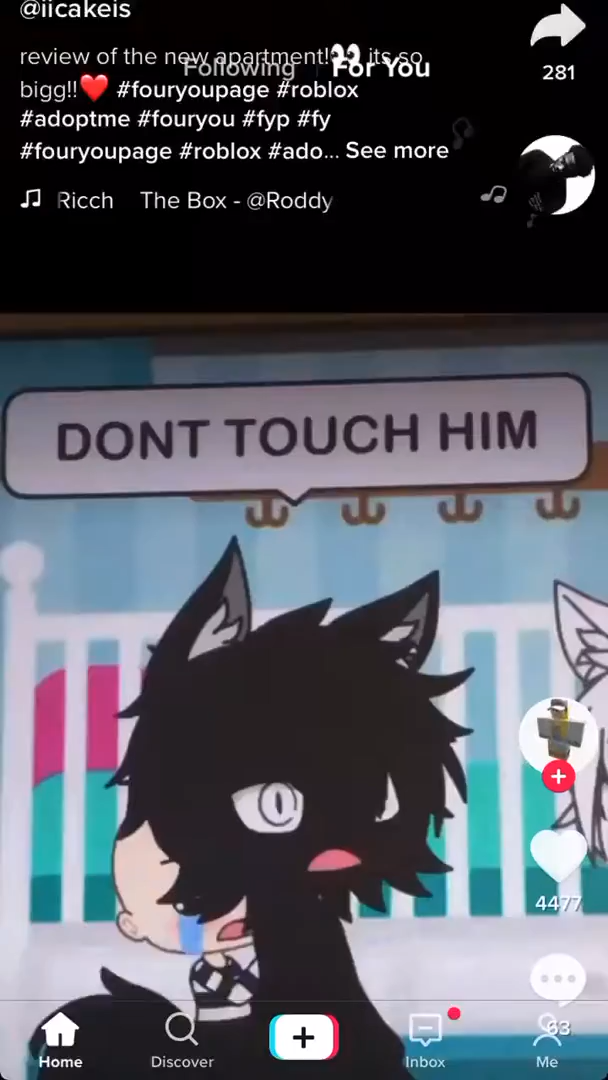 @iicakeis
Following For You
review of the new apartment!👀 its so
bigg!!❤️ #fouryoupage #roblox
281
#adoptme #fouryou #fyp #fy
#fouryoupage #roblox #ado... See more
Ricch The Box - @Roddy
DONT TOUCH HIM
4477
63
Home
Discover
Inbox
Me